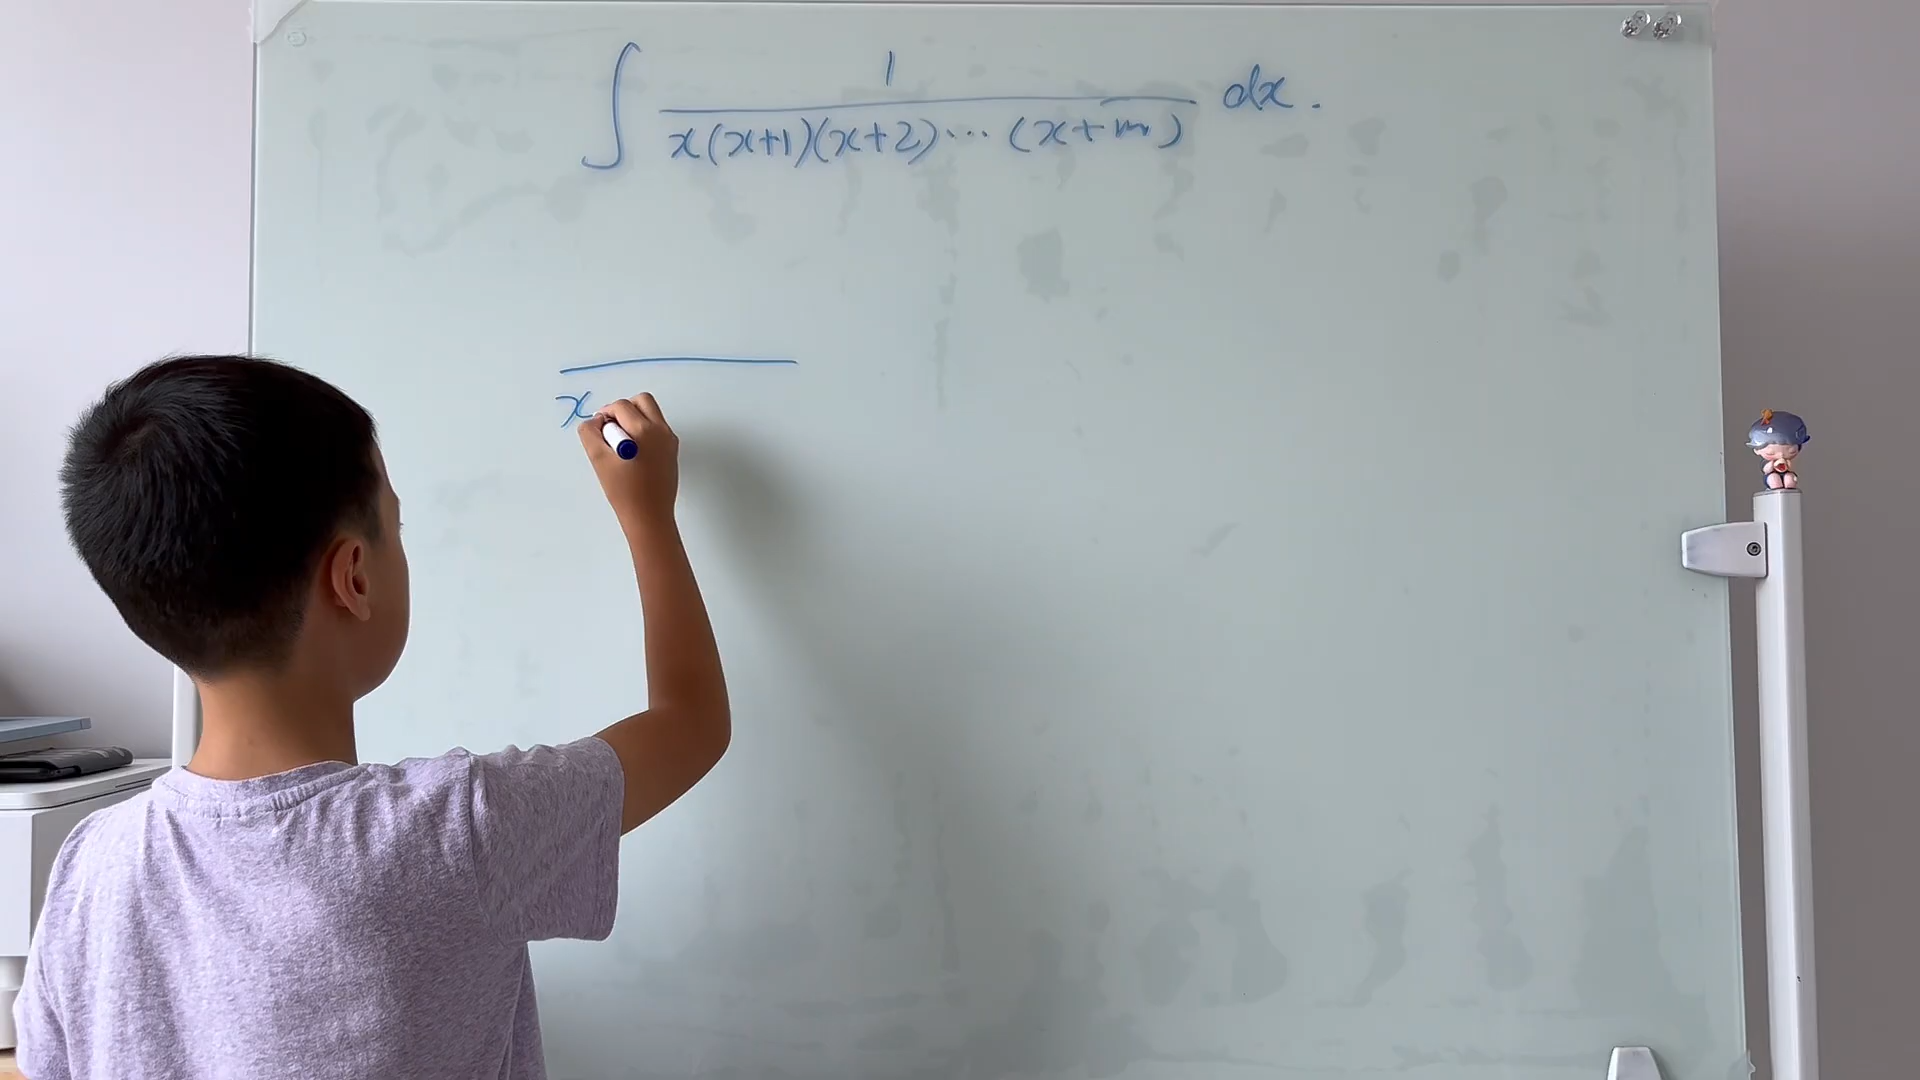 ∫ 1 / x(x+1)(x+2)⋯(x+m) dx.
x